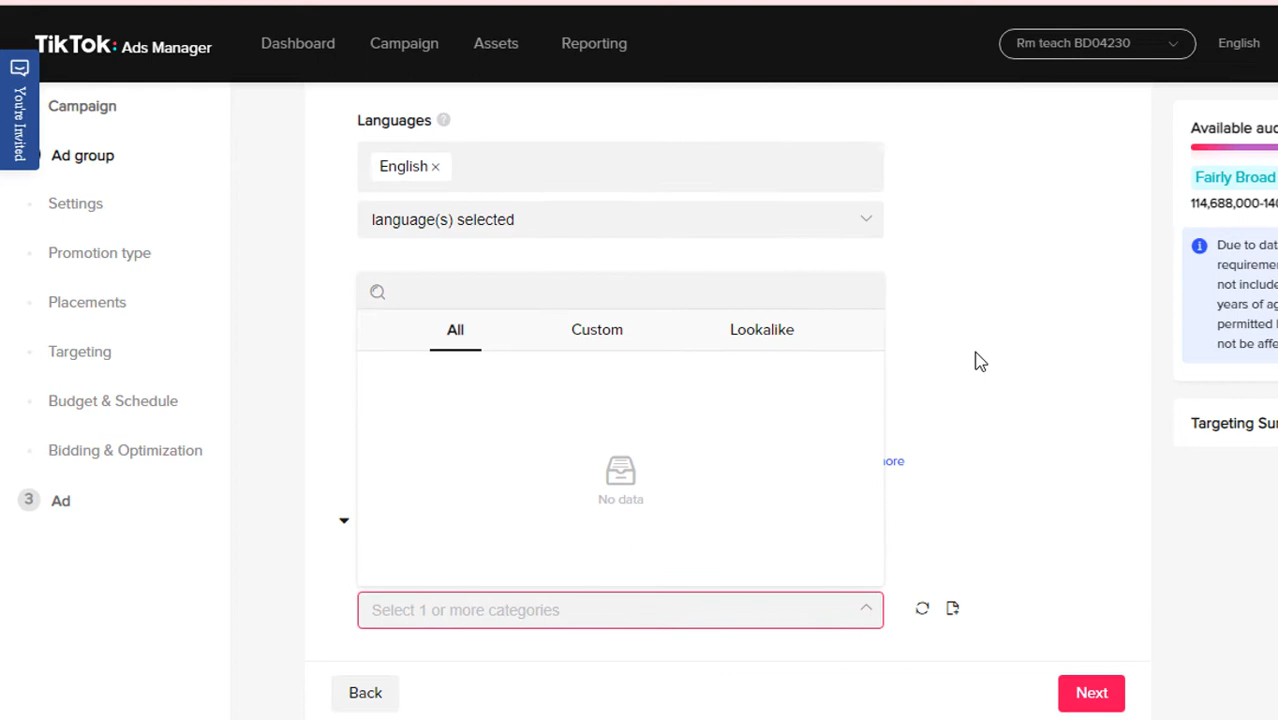 TikTok: Ads Manager
Dashboard
Campaign
Assets
Reporting
Rm teach BD04230
English
You're Invited
Campaign
Ad group
Settings
Promotion type
Placements
Targeting
Budget & Schedule
Bidding & Optimization
3 Ad
Languages ?
English ×
language(s) selected
All
Custom
Lookalike
No data
ore
Select 1 or more categories
Back
Next
Available aud
Fairly Broad
114,688,000-140
Due to dat
requiremen
not include
years of ag
permitted
not be affe
Targeting Sur